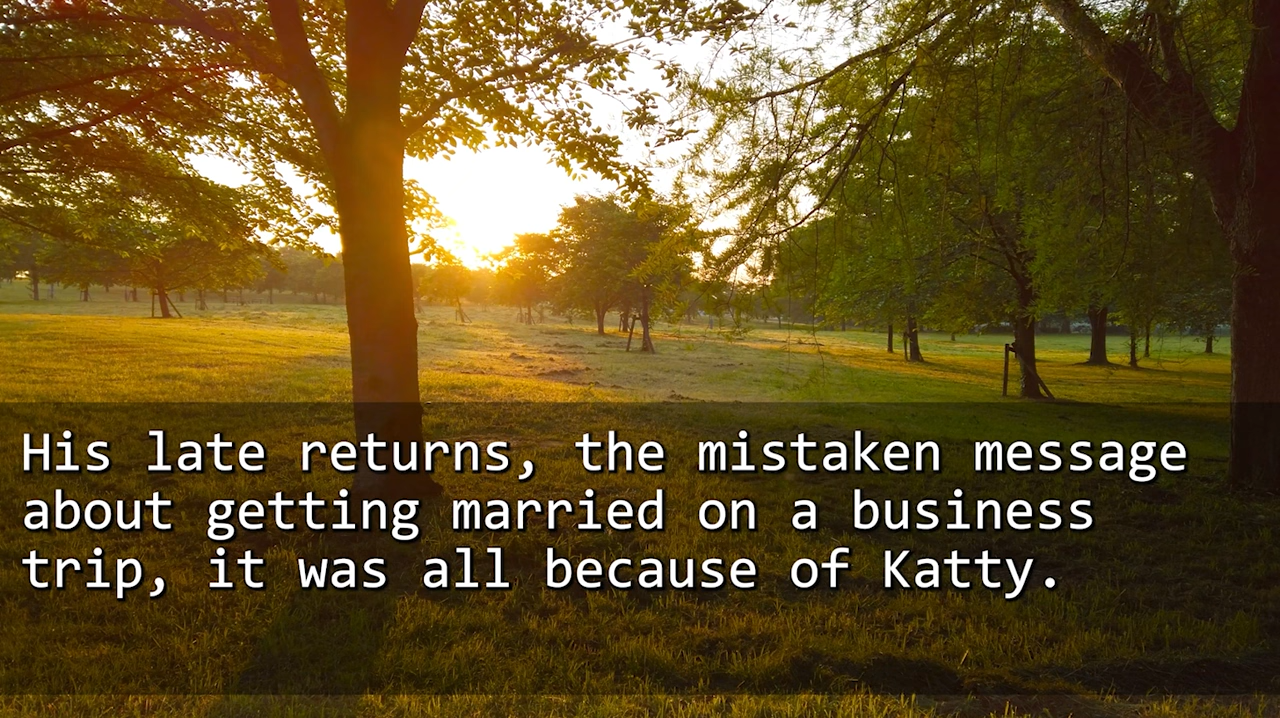 His late returns, the mistaken message
about getting married on a business
trip, it was all because of Katty.